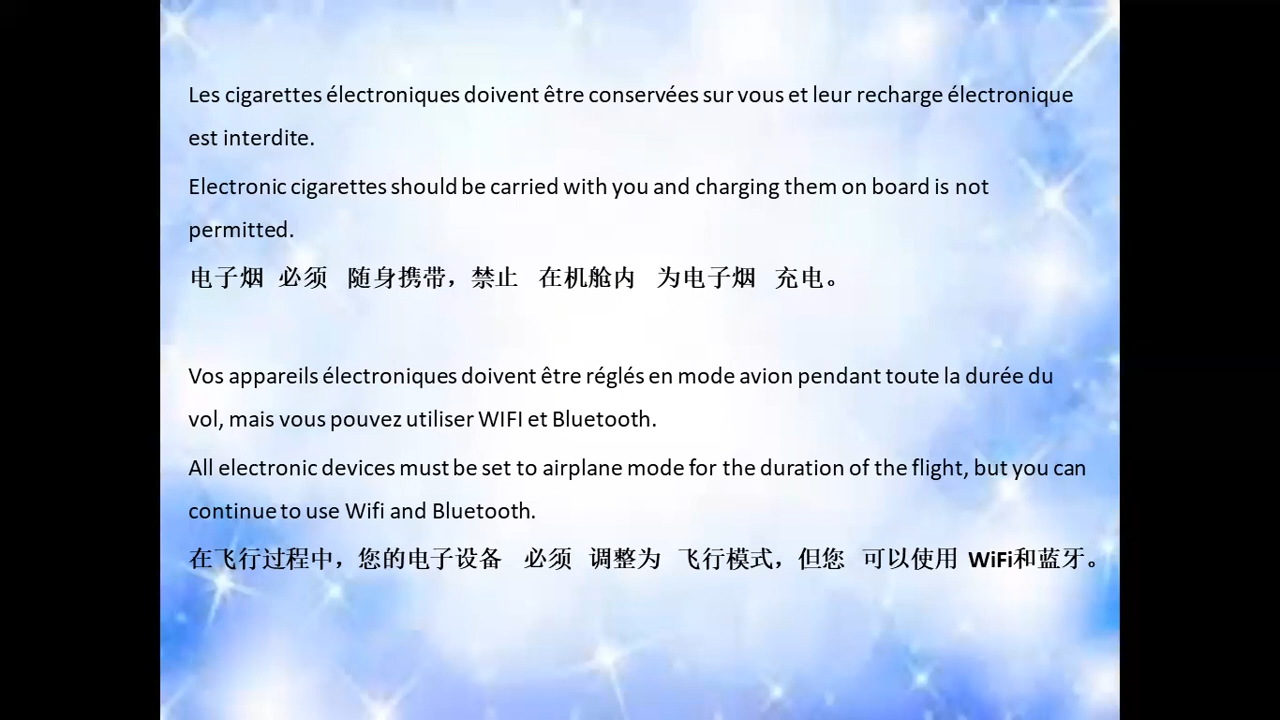 Les cigarettes électroniques doivent être conservées sur vous et leur recharge électronique
est interdite.
Electronic cigarettes should be carried with you and charging them on board is not
permitted.
电子烟 必须 随身携带，禁止 在机舱内 为电子烟 充电。
Vos appareils électroniques doivent être réglés en mode avion pendant toute la durée du
vol, mais vous pouvez utiliser WIFI et Bluetooth.
All electronic devices must be set to airplane mode for the duration of the flight, but you can
continue to use Wifi and Bluetooth.
在飞行过程中，您的电子设备 必须 调整为 飞行模式，但您 可以使用 WiFi和蓝牙。